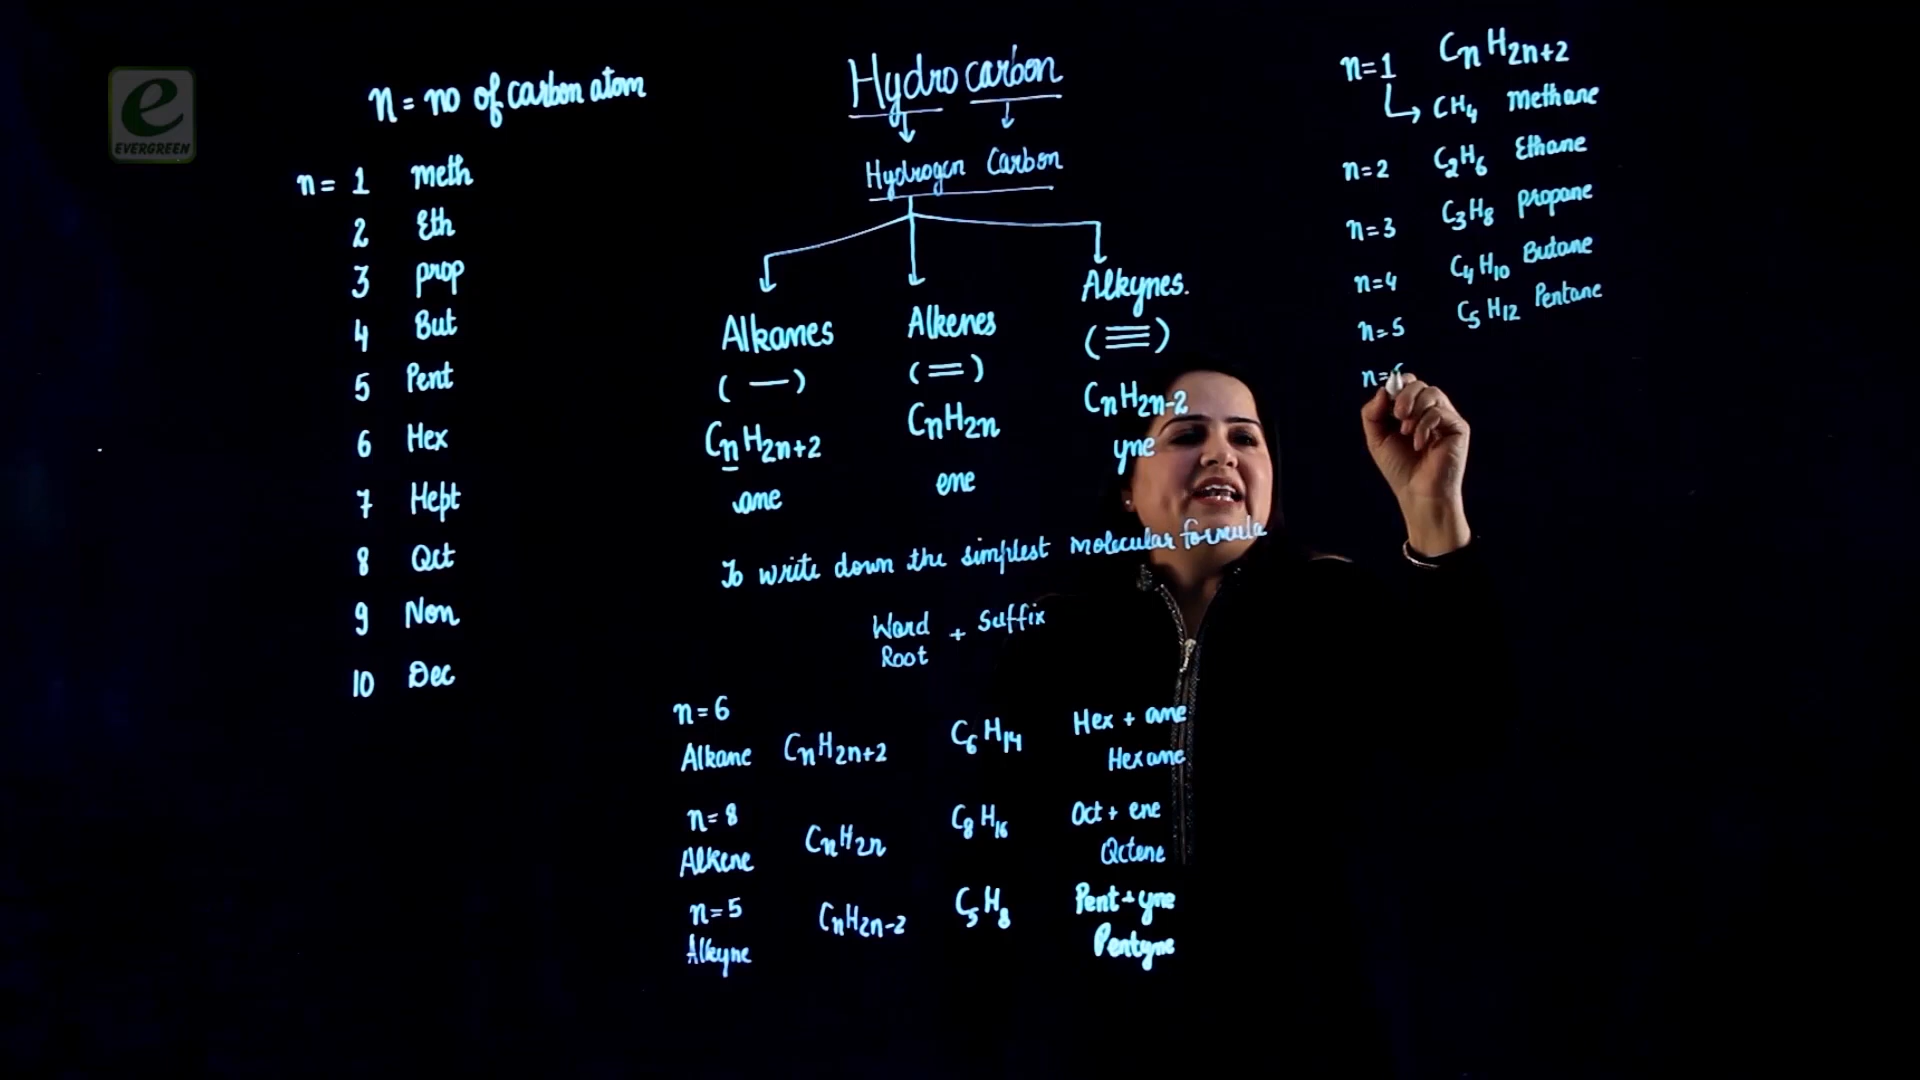 e
EVERGREEN
n = no of carbon atom
n = 1 meth
2 Eth
3 prop
4 But
5 Pent
6 Hex
7 Hept
8 Oct
9 Non
10 Dec
Hydrocarbon
Hydrogen Carbon
Alkanes
( — )
CnH2n+2
ane
Alkenes
( = )
CnH2n
ene
Alkynes.
( ≡ )
CnH2n-2
yne
To write down the simplest molecular formula
Word + Suffix
Root
n=6
Alkane CnH2n+2 C6H14 Hex + ane
Hexane
n=8
Alkene CnH2n C8H16 Oct + ene
Octene
n=5
Alkyne CnH2n-2 C5H8 Pent+yne
Pentyne
n=1 CnH2n+2
CH4 Methane
n=2 C2H6 Ethane
n=3 C3H8 Propane
n=4 C4H10 Butane
n=5 C5H12 Pentane
n=